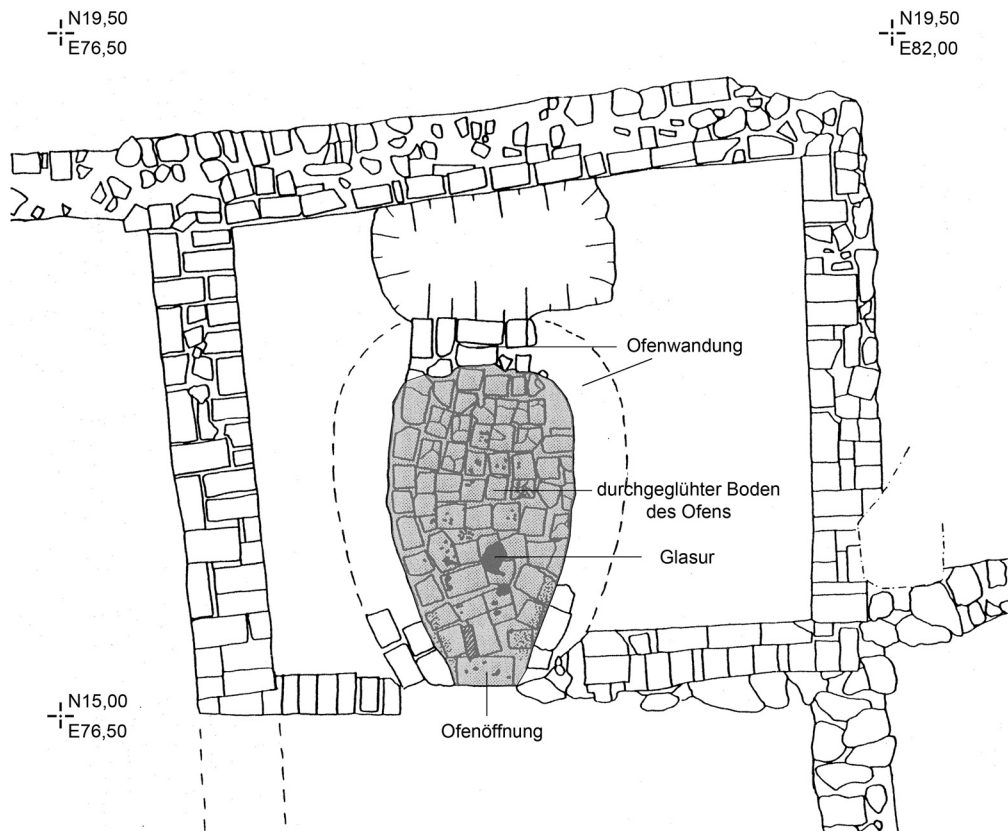 N19,50
E76,50
N19,50
E82,00
Ofenwandung
durchgeglühter Boden
des Ofens
Glasur
N15,00
E76,50
Ofenöffnung